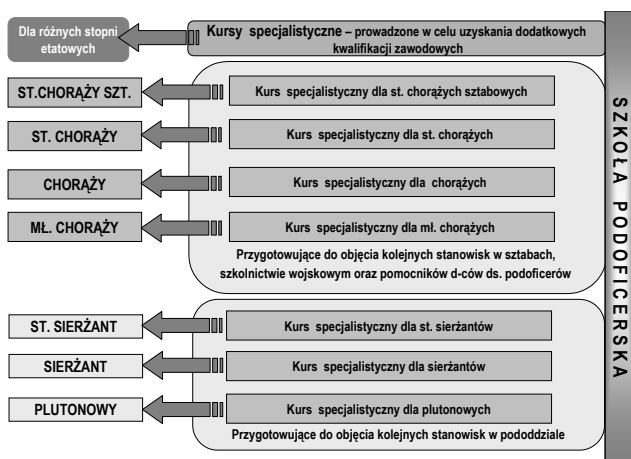 Dla różnych stopni
etatowych
Kursy specjalistyczne – prowadzone w celu uzyskania dodatkowych
kwalifikacji zawodowych
ST.CHORĄŻY SZT.
Kurs specjalistyczny dla st. chorążych sztabowych
ST. CHORĄŻY
Kurs specjalistyczny dla st. chorążych
CHORĄŻY
Kurs specjalistyczny dla chorążych
MŁ. CHORĄŻY
Kurs specjalistyczny dla mł. chorążych
Przygotowujące do objęcia kolejnych stanowisk w sztabach,
szkolnictwie wojskowym oraz pomocników d-ców ds. podoficerów
ST. SIERŻANT
Kurs specjalistyczny dla st. sierżantów
SIERŻANT
Kurs specjalistyczny dla sierżantów
PLUTONOWY
Kurs specjalistyczny dla plutonowych
Przygotowujące do objęcia kolejnych stanowisk w pododdziale
SZKOŁA PODOFICERSKA